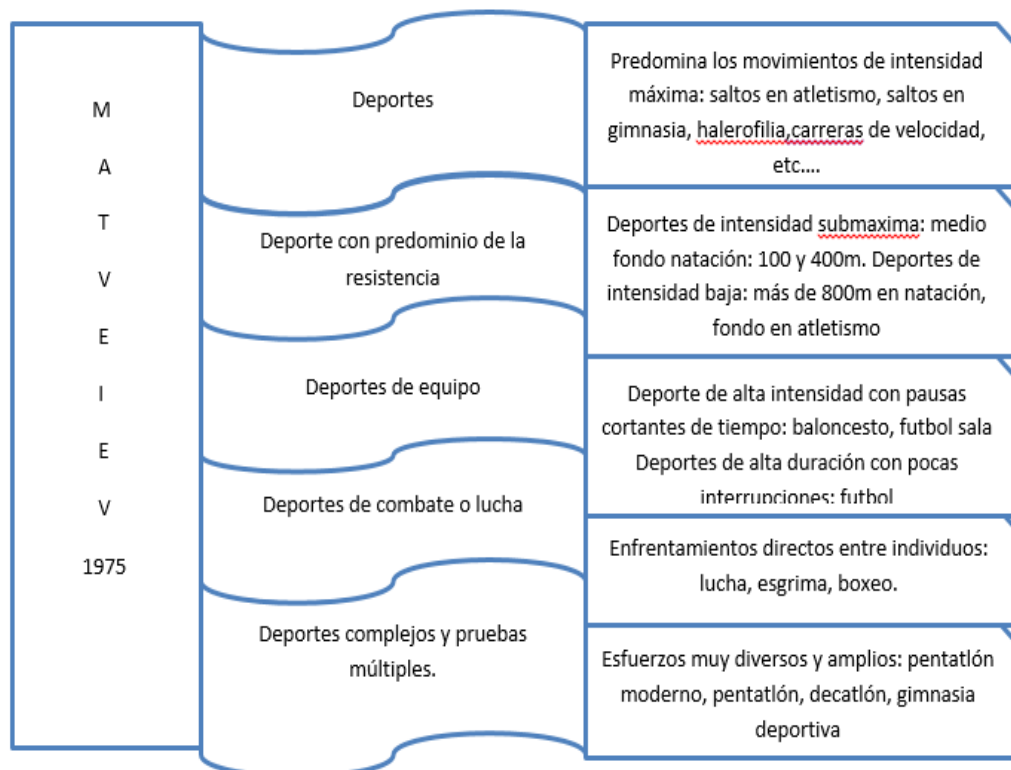 M
A
T
V
E
I
E
V
1975
Deportes
Predomina los movimientos de intensidad
máxima: saltos en atletismo, saltos en
gimnasia, halerofilia,carreras de velocidad,
etc....
Deporte con predominio de la
resistencia
Deportes de intensidad submaxima: medio
fondo natación: 100 y 400m. Deportes de
intensidad baja: más de 800m en natación,
fondo en atletismo
Deportes de equipo
Deporte de alta intensidad con pausas
cortantes de tiempo: baloncesto, futbol sala
Deportes de alta duración con pocas
interrupciones: futbol
Deportes de combate o lucha
Enfrentamientos directos entre individuos:
lucha, esgrima, boxeo.
Deportes complejos y pruebas
múltiples.
Esfuerzos muy diversos y amplios: pentatlón
moderno, pentatlón, decatlón, gimnasia
deportiva